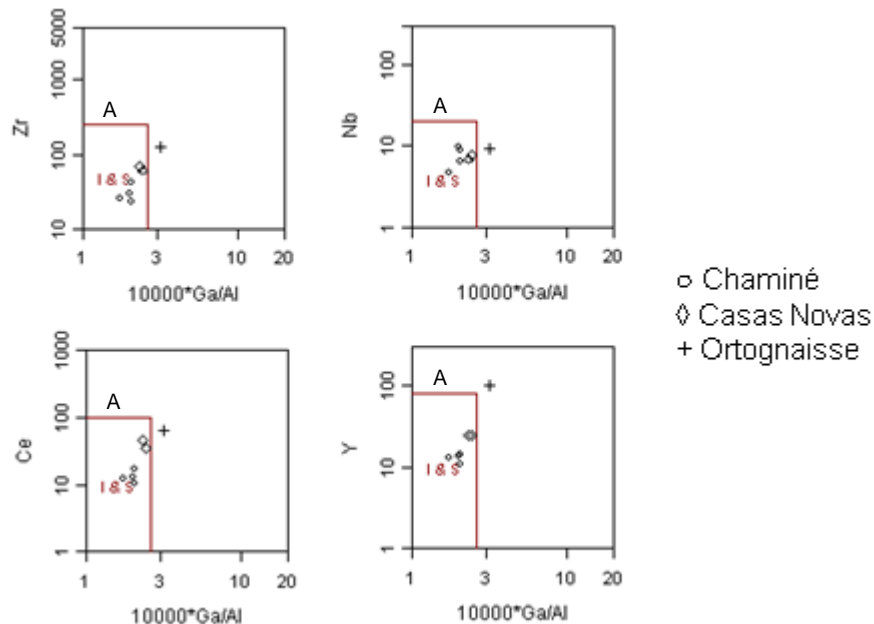 5000
1000
100
10
Zr
A
I & S
1 3 10 20
10000*Ga/Al
100
10
1
Nb
A
I & S
1 3 10 20
10000*Ga/Al
1000
100
10
1
Ce
A
I & S
1 3 10 20
10000*Ga/Al
100
10
1
Y
A
I & S
1 3 10 20
10000*Ga/Al
Chaminé
Casas Novas
Ortognaisse